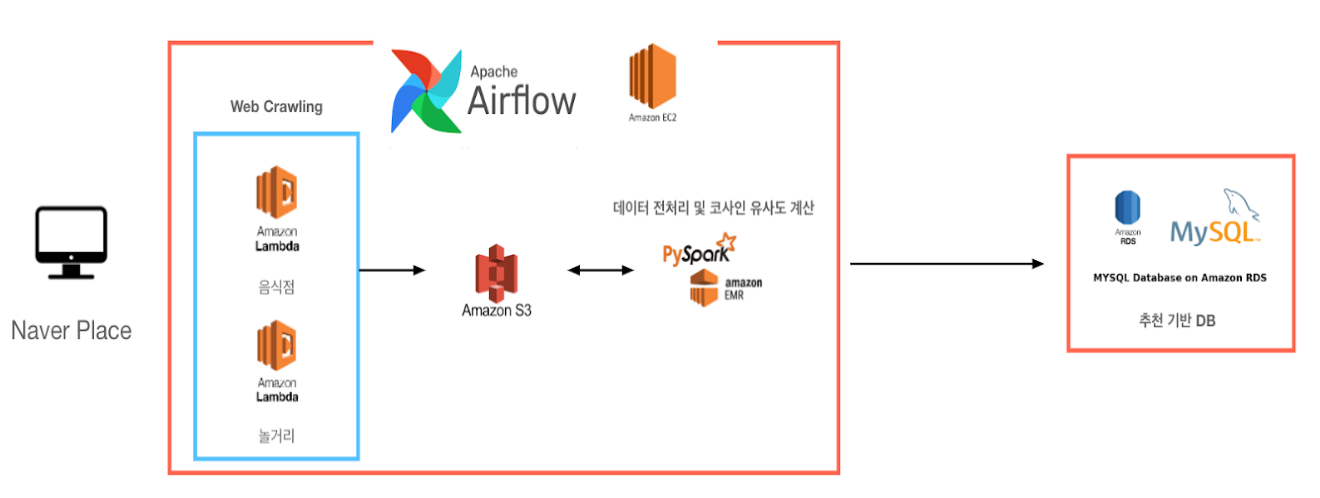 Apache
Airflow
Amazon EC2
Web Crawling
Amazon
Lambda
음식점
Amazon
Lambda
놀거리
Naver Place
Amazon S3
데이터 전처리 및 코사인 유사도 계산
PySpark
amazon
EMR
Amazon
RDS
MySQL
MYSQL Database on Amazon RDS
추천 기반 DB